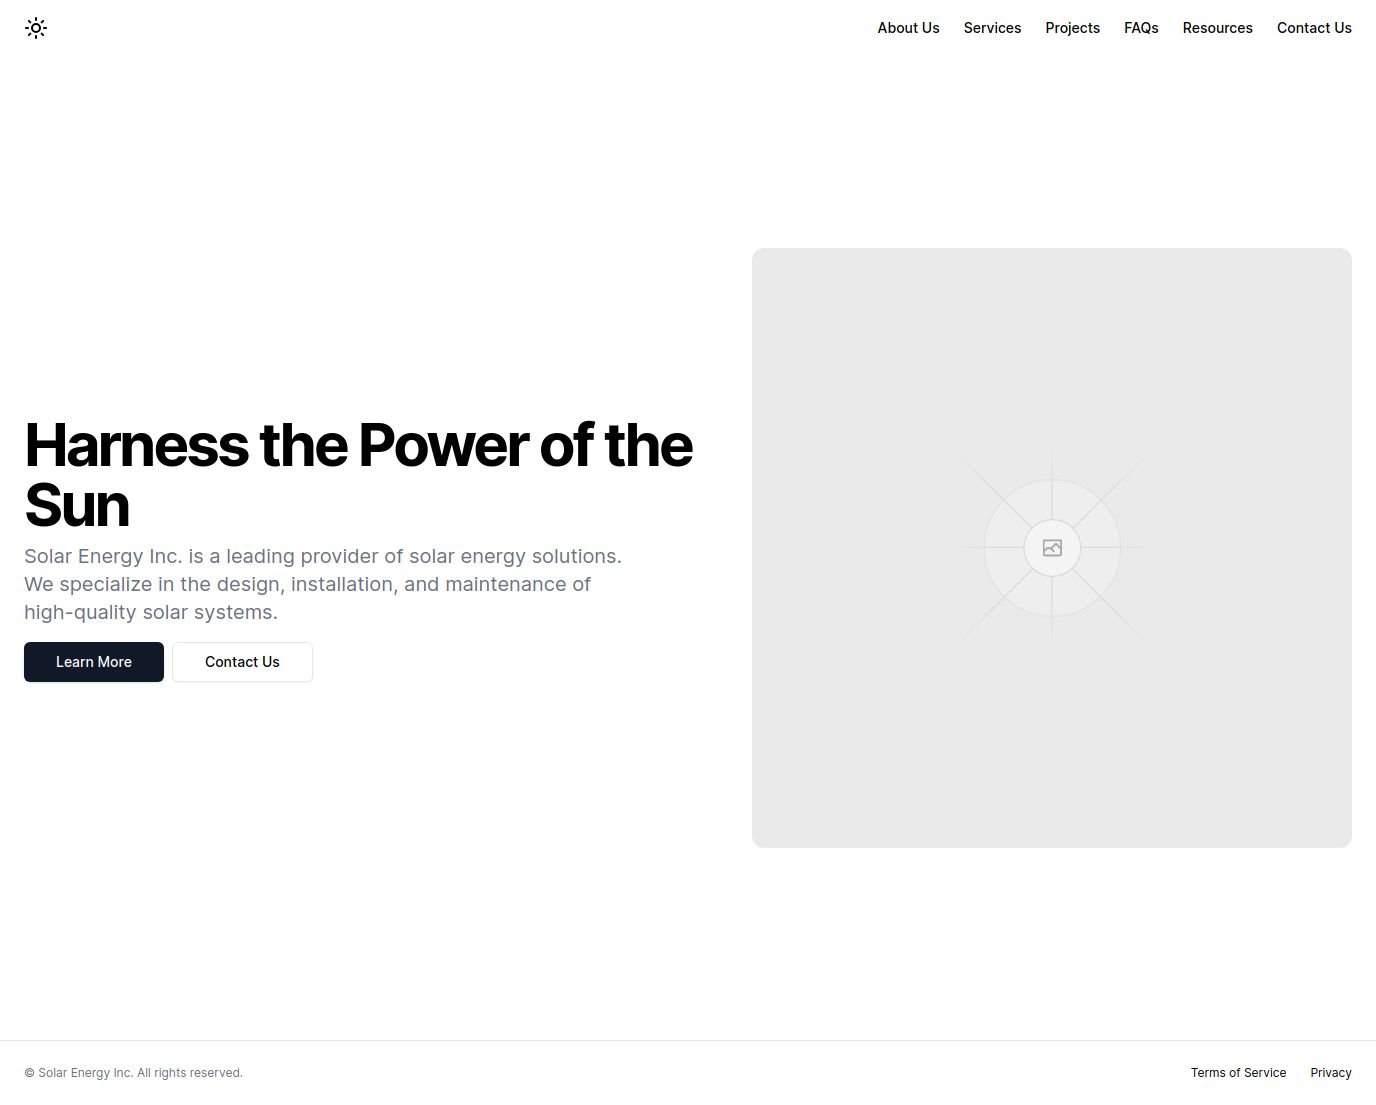 About Us Services Projects FAQs Resources Contact Us
Harness the Power of the
Sun
Solar Energy Inc. is a leading provider of solar energy solutions.
We specialize in the design, installation, and maintenance of
high-quality solar systems.
Learn More Contact Us
© Solar Energy Inc. All rights reserved. Terms of Service Privacy